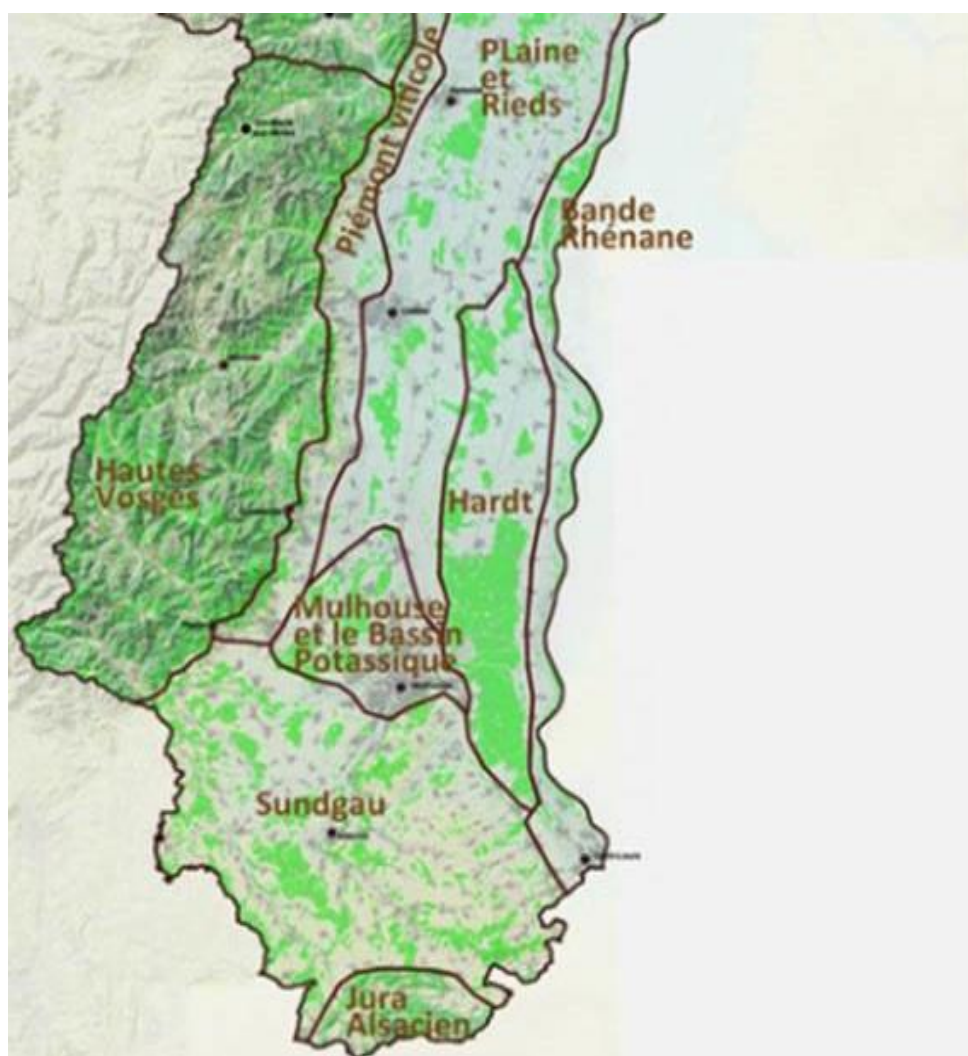 PLaine
et
Rieds
Piémont viticole
Bande
Rhénane
Hautes
Vosges
Hardt
Mulhouse
et le Bassin
Potassique
Sundgau
Jura
Alsacien